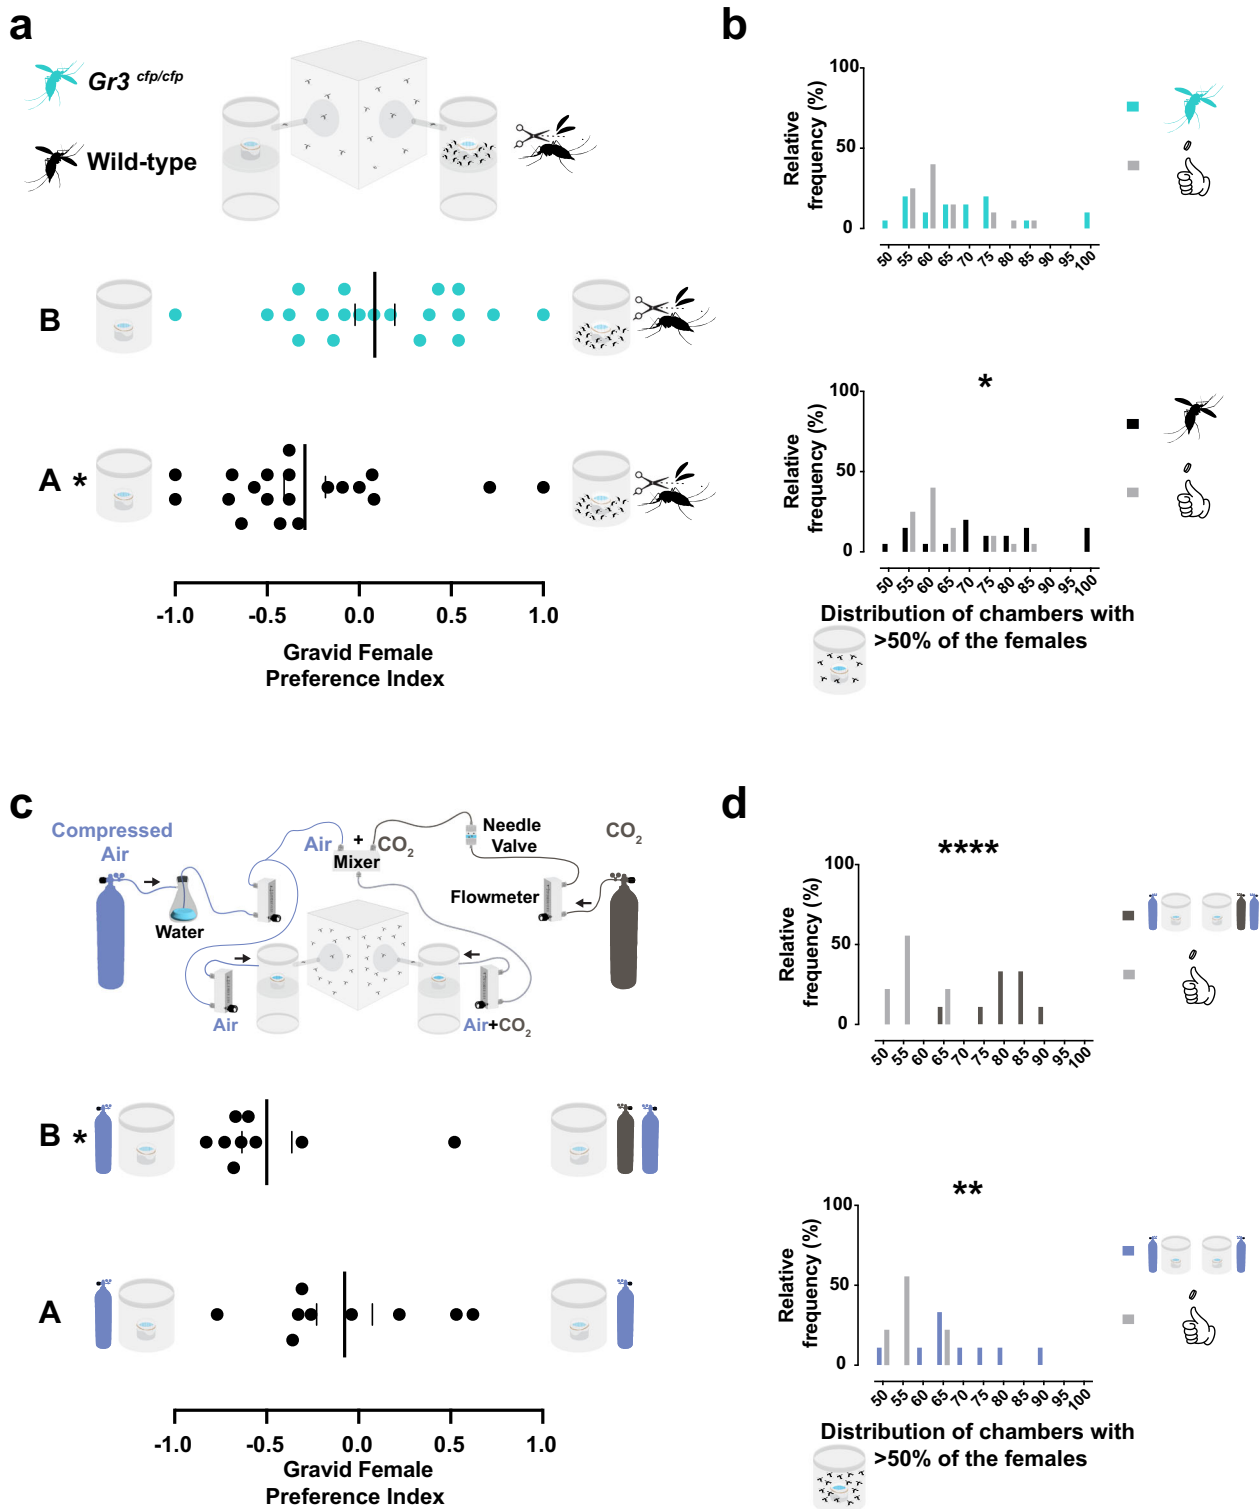 a
Gr3 cfp/cfp
Wild-type
B
A *
-1.0 -0.5 0.0 0.5 1.0
Gravid Female
Preference Index
b
Relative
frequency (%)
100
50
0
50 55 60 65 70 75 80 85 90 95 100
*
Relative
frequency (%)
100
50
0
50 55 60 65 70 75 80 85 90 95 100
Distribution of chambers with
>50% of the females
c
Compressed
Air
Water
Air + CO2
Mixer
Needle
Valve
CO2
Flowmeter
Air
Air+CO2
B *
A
-1.0 -0.5 0.0 0.5 1.0
Gravid Female
Preference Index
d
****
Relative
frequency (%)
100
50
0
50 55 60 65 70 75 80 85 90 95 100
**
Relative
frequency (%)
100
50
0
50 55 60 65 70 75 80 85 90 95 100
Distribution of chambers with
>50% of the females